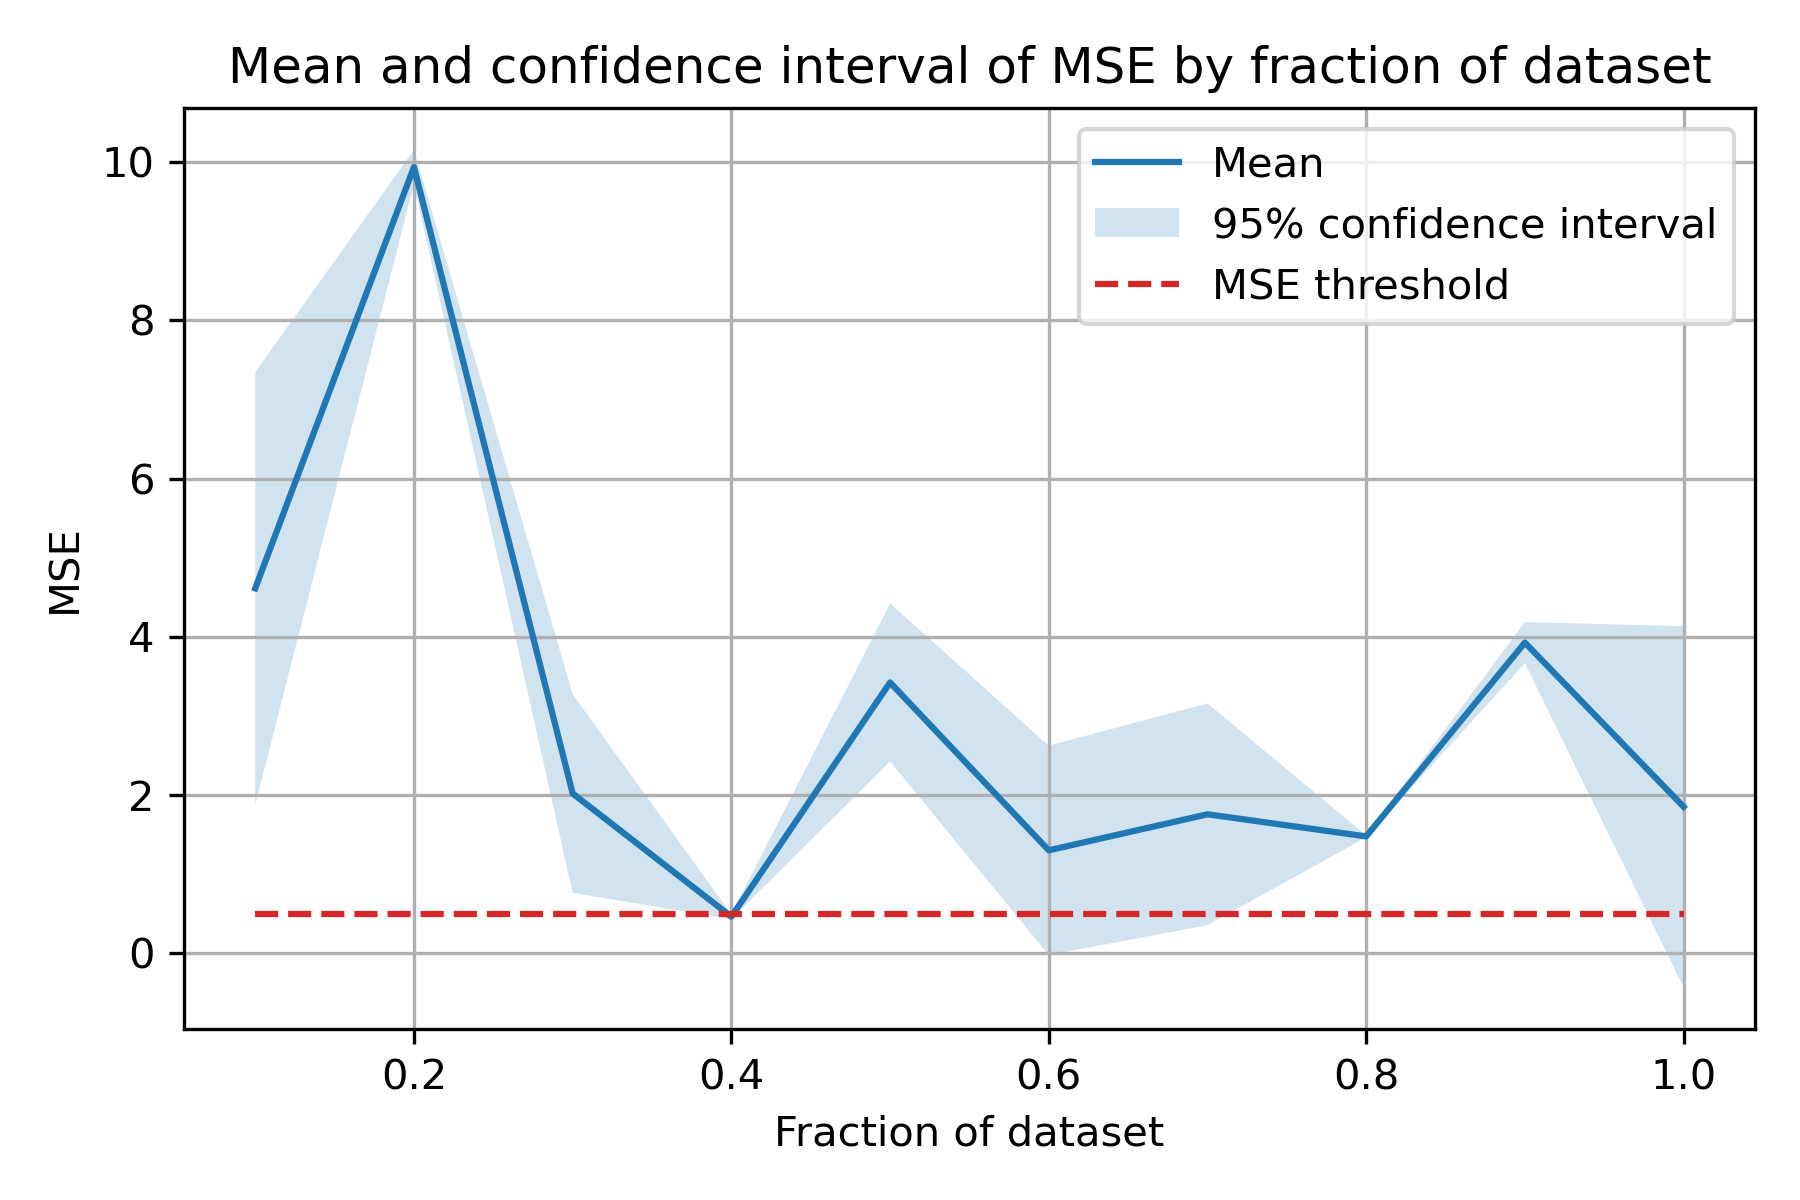 Mean and confidence interval of MSE by fraction of dataset
Mean
95% confidence interval
MSE threshold
10
8
6
4
2
0
MSE
0.2 0.4 0.6 0.8 1.0
Fraction of dataset